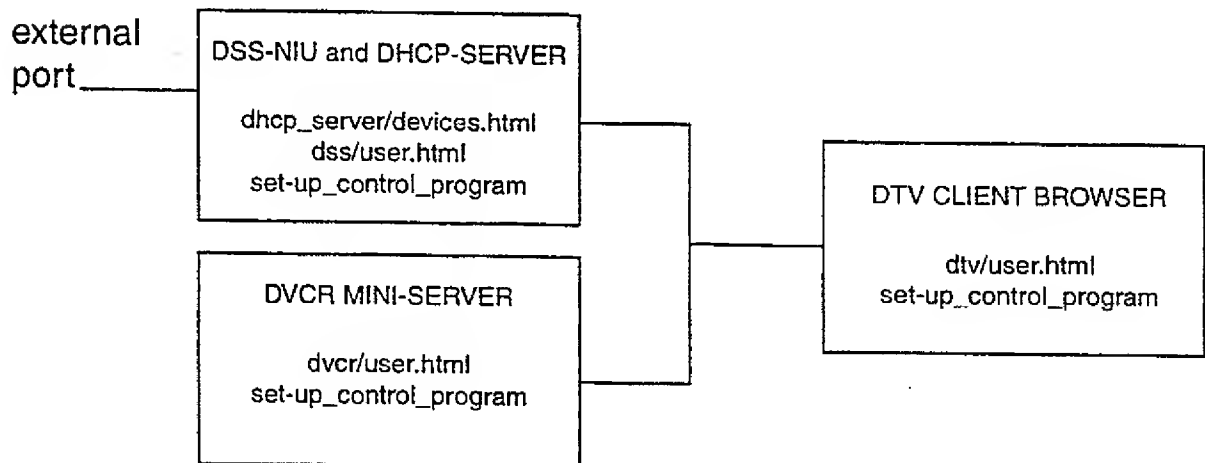 external
port
DSS-NIU and DHCP-SERVER
dhcp_server/devices.html
dss/user.html
set-up_control_program
DVCR MINI-SERVER
dvcr/user.html
set-up_control_program
DTV CLIENT BROWSER
dtv/user.html
set-up_control_program